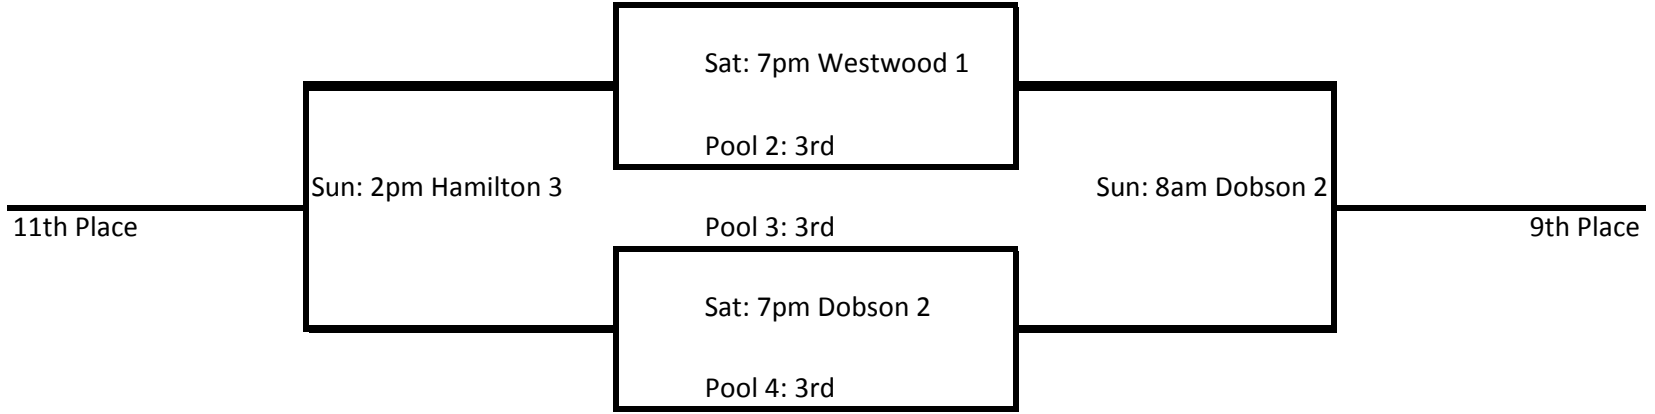 Sat: 7pm Westwood 1
Pool 2: 3rd
Sun: 2pm Hamilton 3
Sun: 8am Dobson 2
11th Place
Pool 3: 3rd
9th Place
Sat: 7pm Dobson 2
Pool 4: 3rd